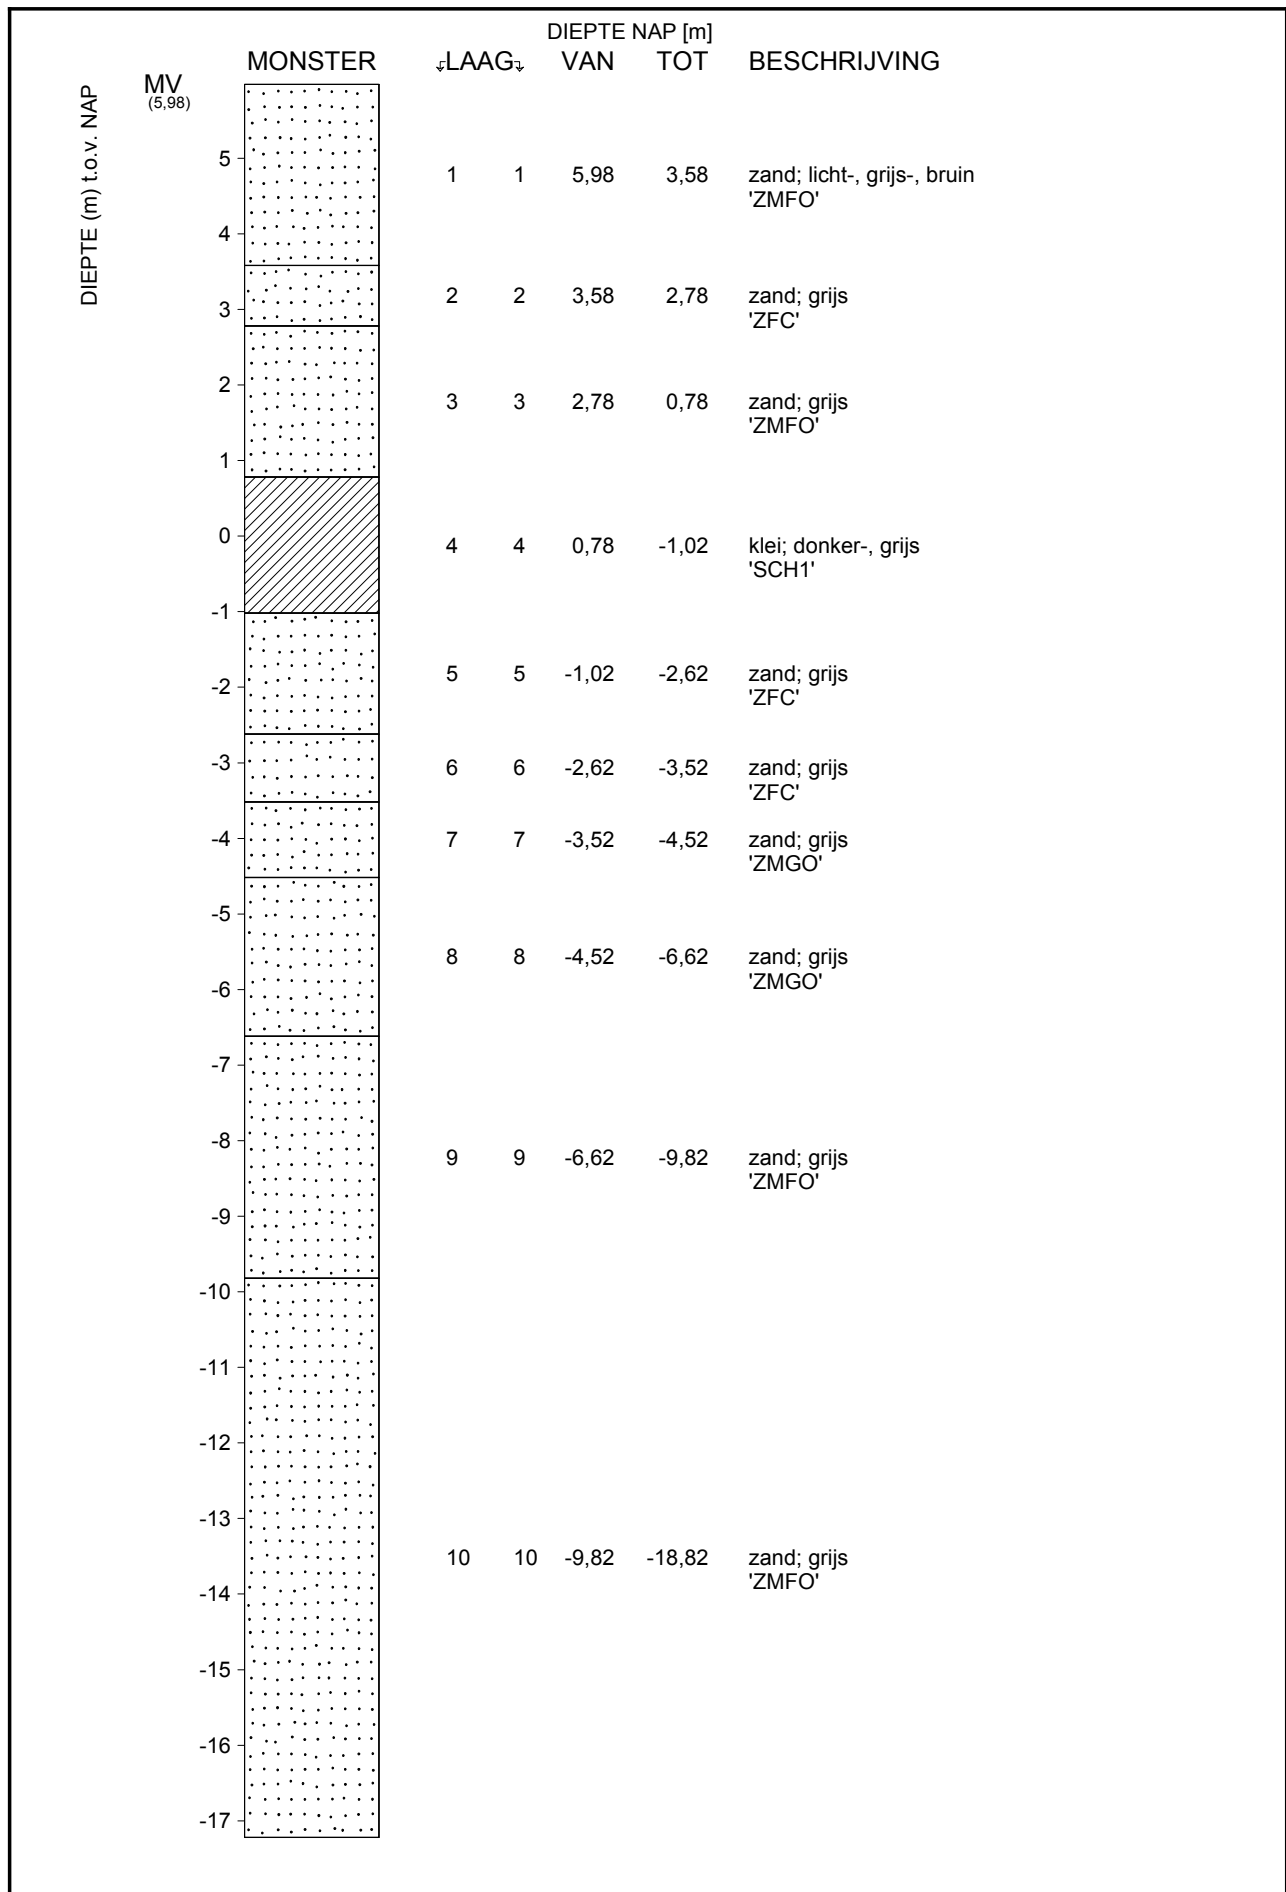 DIEPTE NAP [m]
MONSTER LAAG VAN TOT BESCHRIJVING
MV
(5,98)
DIEPTE (m) t.o.v. NAP
5
1 1 5,98 3,58 zand; licht-, grijs-, bruin
'ZMFO'
4
2 2 3,58 2,78 zand; grijs
'ZFC'
3
2
3 3 2,78 0,78 zand; grijs
'ZMFO'
1
0
4 4 0,78 -1,02 klei; donker-, grijs
'SCH1'
-1
5 5 -1,02 -2,62 zand; grijs
'ZFC'
-2
-3
6 6 -2,62 -3,52 zand; grijs
'ZFC'
-4
7 7 -3,52 -4,52 zand; grijs
'ZMGO'
-5
8 8 -4,52 -6,62 zand; grijs
'ZMGO'
-6
-7
-8
9 9 -6,62 -9,82 zand; grijs
'ZMFO'
-9
-10
-11
-12
-13
10 10 -9,82 -18,82 zand; grijs
'ZMFO'
-14
-15
-16
-17